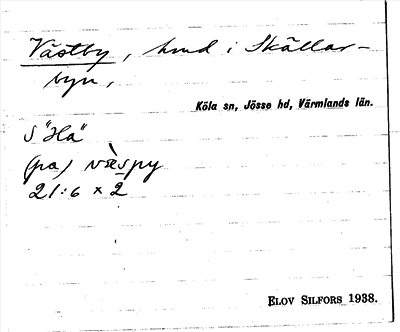 Västby, hmd i Skällar-
byn,
Köla sn, Jösse hd, Värmlands län.
S "Ha"
(pa) væ̀spy
21:6 x 2
ELOV SILFORS 1938.